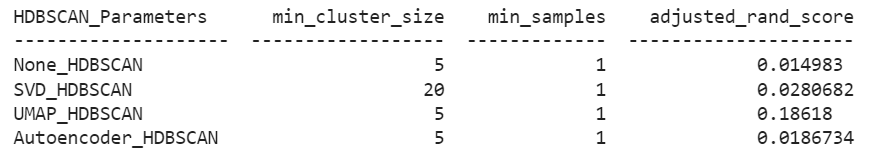 HDBSCAN_Parameters min_cluster_size min_samples adjusted_rand_score
-------------------- ------------------ ------------- ---------------------
None_HDBSCAN 5 1 0.014983
SVD_HDBSCAN 20 1 0.0280682
UMAP_HDBSCAN 5 1 0.18618
Autoencoder_HDBSCAN 5 1 0.0186734